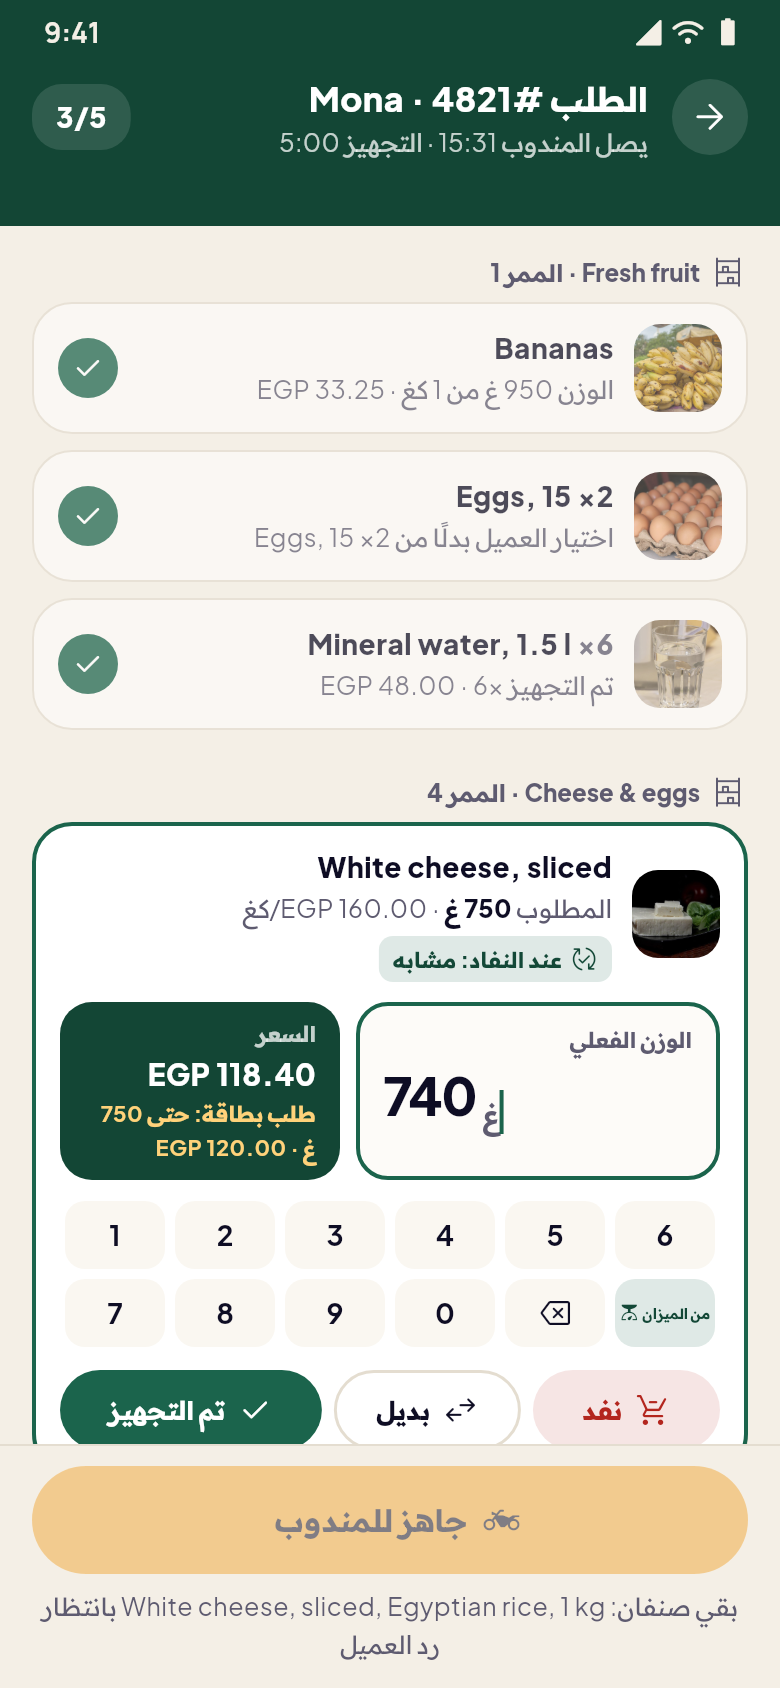 9:41
الطلب #4821 · Mona
يصل المندوب 15:31 · التجهيز 5:00
3/5
Fresh fruit · الممر 1
Bananas
الوزن 950 غ من 1 كغ · EGP 33.25
Eggs, 15 ×2
اختيار العميل بدلًا من Eggs, 15 ×2
Mineral water, 1.5 l ×6
تم التجهيز ×6 · EGP 48.00
Cheese & eggs · الممر 4
White cheese, sliced
المطلوب 750 غ · EGP 160.00/كغ
عند النفاد: مشابه
الوزن الفعلي
740 غ
السعر
EGP 118.40
طلب بطاقة: حتى 750
غ · EGP 120.00
1 2 3 4 5 6
7 8 9 0 من الميزان
نفد
بديل
تم التجهيز
جاهز للمندوب
بقي صنفان: White cheese, sliced, Egyptian rice, 1 kg بانتظار
رد العميل